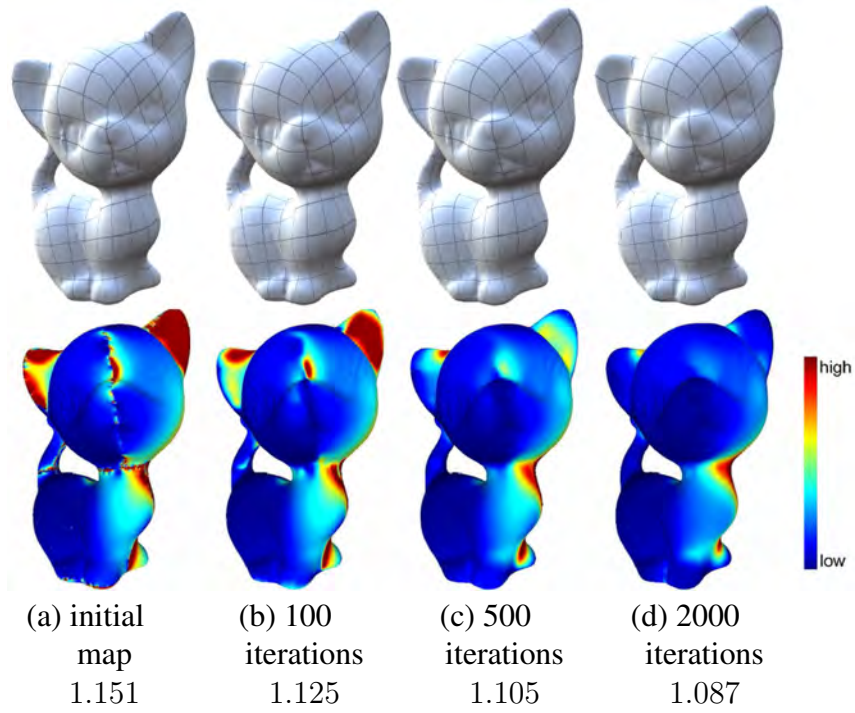 high
low
(a) initial
map
1.151
(b) 100
iterations
1.125
(c) 500
iterations
1.105
(d) 2000
iterations
1.087